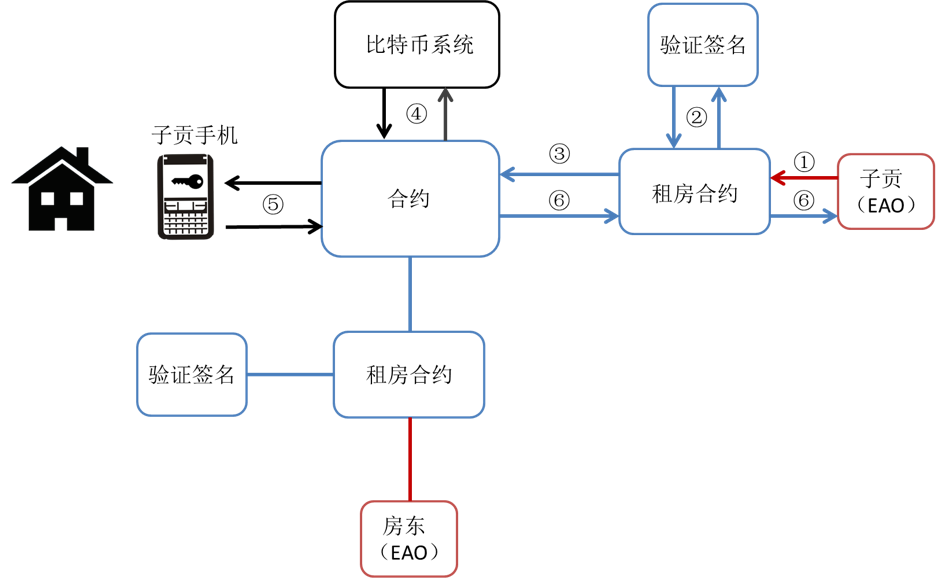 比特币系统
验证签名
④
②
子贡手机
③
①
合约
租房合约
子贡
（EAO）
⑤
⑥
⑥
验证签名
租房合约
房东
（EAO）